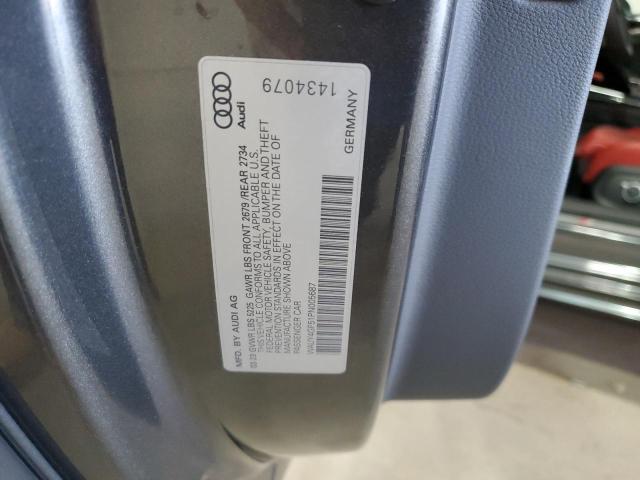 Audi
1434079
MFD. BY AUDI AG
GERMANY
03-23 GVWR LBS 5225 GAWR LBS FRONT 2679 /REAR 2734
THIS VEHICLE CONFORMS TO ALL APPLICABLE U.S.
FEDERAL MOTOR VEHICLE SAFETY, BUMPER AND THEFT
PREVENTION STANDARDS IN EFFECT ON THE DATE OF
MANUFACTURE SHOWN ABOVE
PASSENGER CAR